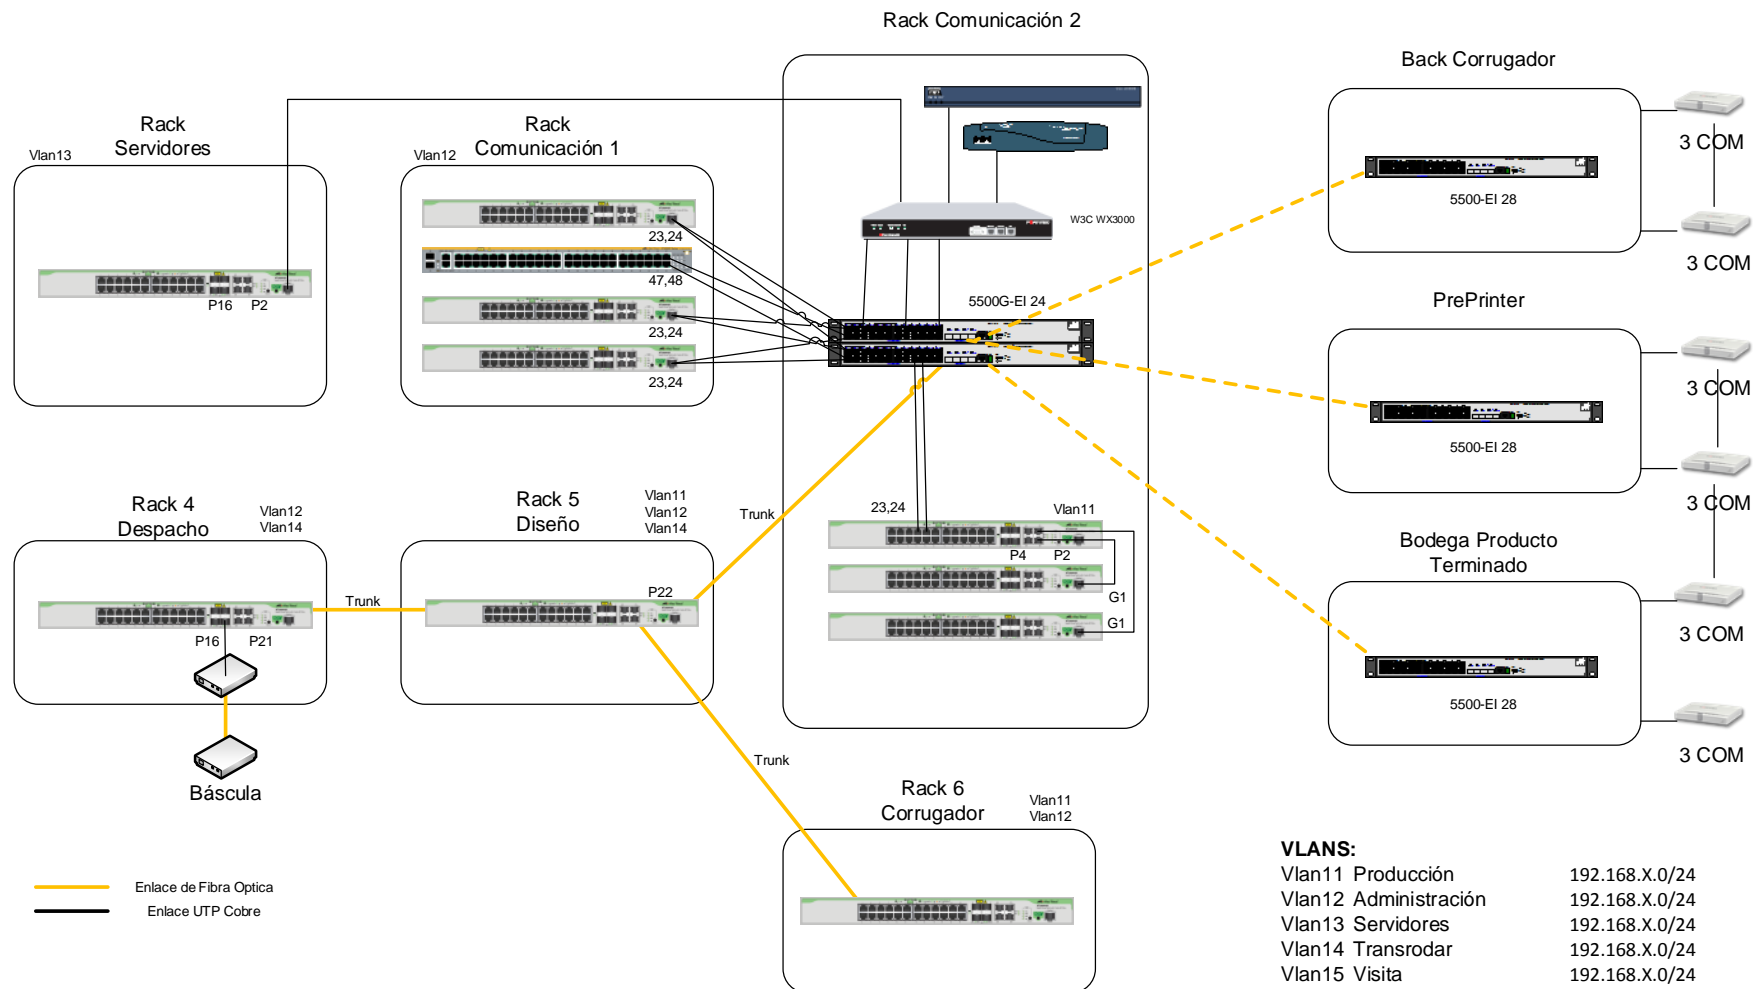 Rack Comunicación 2
Back Corrugador
3 COM
5500-EI 28
3 COM
Rack
Servidores
Vlan13
P16
P2
Rack
Comunicación 1
Vlan12
23,24
47,48
23,24
23,24
W3C WX3000
5500G-EI 24
PrePrinter
3 COM
5500-EI 28
3 COM
Rack 4
Despacho
Vlan12
Vlan14
P16
P21
Báscula
Trunk
Rack 5
Diseño
Vlan11
Vlan12
Vlan14
P22
Trunk
23,24
Vlan11
P4
P2
G1
G1
Bodega Producto
Terminado
3 COM
5500-EI 28
3 COM
Trunk
Rack 6
Corrugador
Vlan11
Vlan12
Enlace de Fibra Optica
Enlace UTP Cobre
VLANS:
Vlan11 Producción 192.168.X.0/24
Vlan12 Administración 192.168.X.0/24
Vlan13 Servidores 192.168.X.0/24
Vlan14 Transrodar 192.168.X.0/24
Vlan15 Visita 192.168.X.0/24